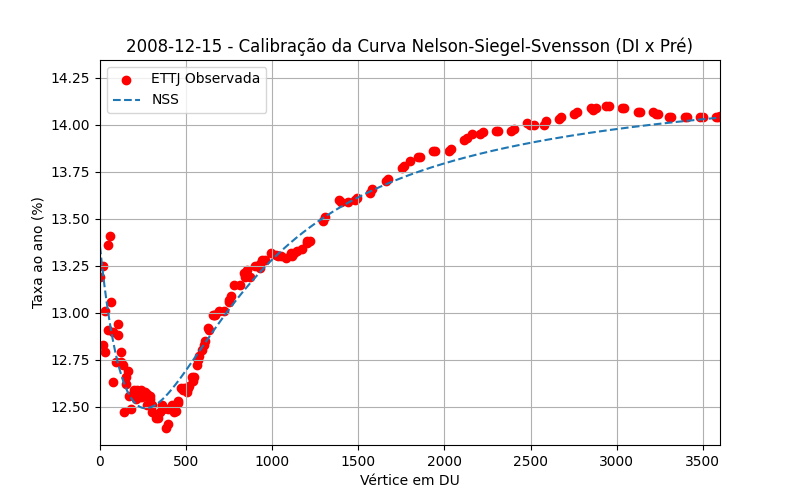 2008-12-15 - Calibração da Curva Nelson-Siegel-Svensson (DI x Pré)
ETTJ Observada
NSS
Taxa ao ano (%)
14.25
14.00
13.75
13.50
13.25
13.00
12.75
12.50
0 500 1000 1500 2000 2500 3000 3500
Vértice em DU